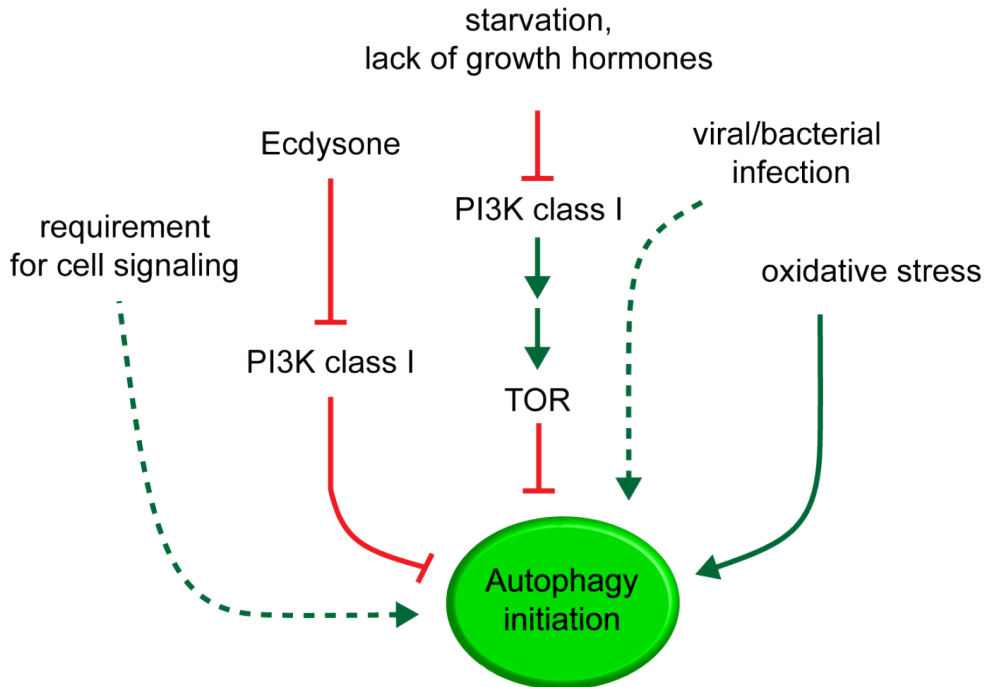 starvation,
lack of growth hormones
Ecdysone
viral/bacterial
infection
PI3K class I
requirement
for cell signaling
oxidative stress
PI3K class I
TOR
Autophagy
initiation